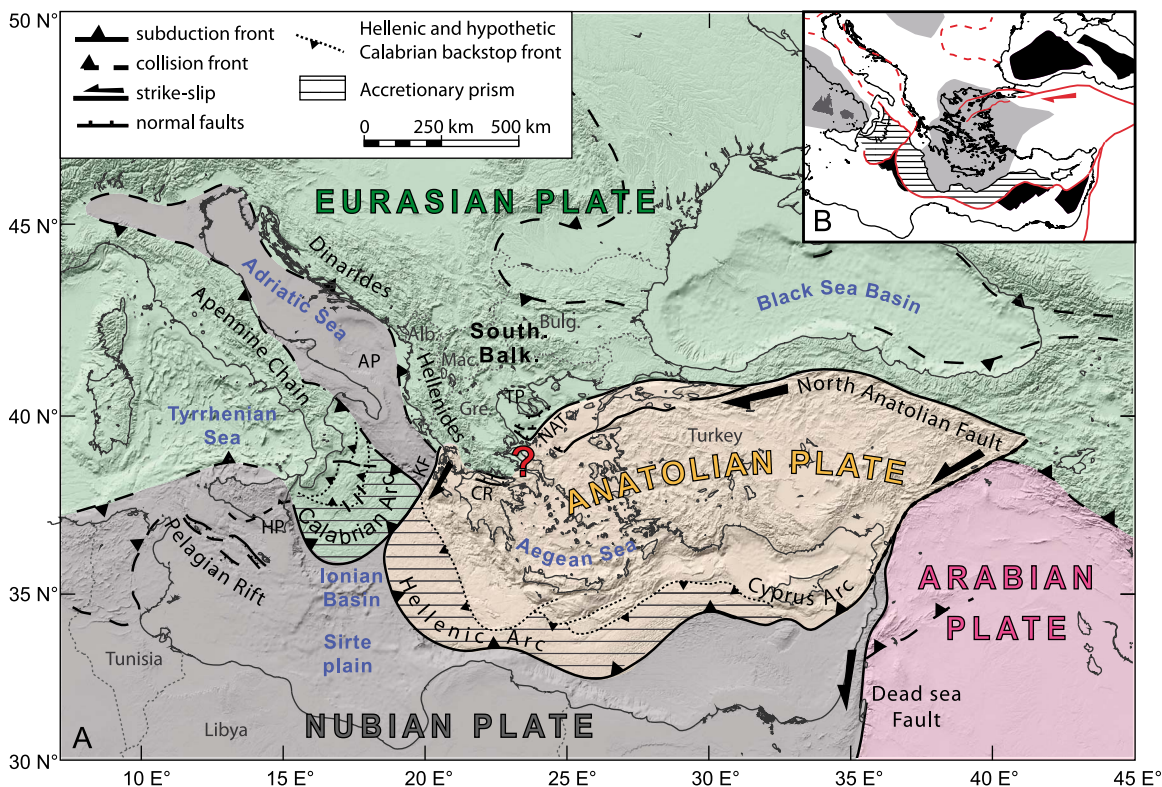 50 N°
45 N°
40 N°
35 N°
30 N°
subduction front
collision front
strike-slip
normal faults
Hellenic and hypothetic
Calabrian backstop front
Accretionary prism
0 250 km 500 km
B
EURASIAN PLATE
Dinarides
Adriatic Sea
Black Sea Basin
Apennine Chain
Alb.
South.
Balk.
Bulg.
Mac.
AP
Hellenides
Gre.
TP
NAT
North Anatolian Fault
Tyrrhenian
Sea
Turkey
?
KF
CR
ANATOLIAN PLATE
Calabrian Arc
HP
Pelagian Rift
Aegean Sea
Ionian
Basin
Hellenic Arc
Cyprus Arc
ARABIAN
PLATE
Sirte
plain
Tunisia
Dead sea
Fault
A
Libya
NUBIAN PLATE
10 E° 15 E° 20 E° 25 E° 30 E° 35 E° 40 E° 45 E°